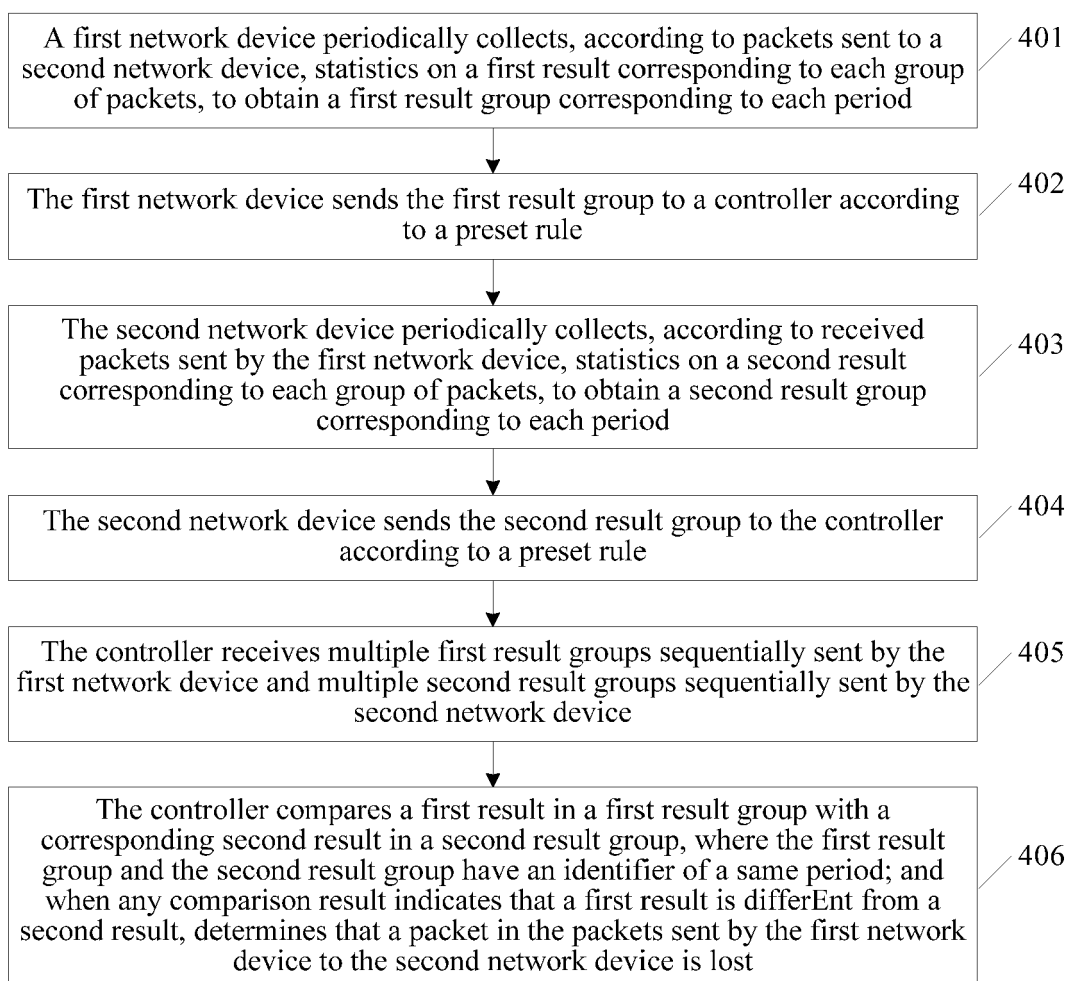 A first network device periodically collects, according to packets sent to a
second network device, statistics on a first result corresponding to each group
of packets, to obtain a first result group corresponding to each period
401
The first network device sends the first result group to a controller according
to a preset rule
402
The second network device periodically collects, according to received
packets sent by the first network device, statistics on a second result
corresponding to each group of packets, to obtain a second result group
corresponding to each period
403
The second network device sends the second result group to the controller
according to a preset rule
404
The controller receives multiple first result groups sequentially sent by the
first network device and multiple second result groups sequentially sent by the
second network device
405
The controller compares a first result in a first result group with a
corresponding second result in a second result group, where the first result
group and the second result group have an identifier of a same period; and
when any comparison result indicates that a first result is differEnt from a
second result, determines that a packet in the packets sent by the first network
device to the second network device is lost
406